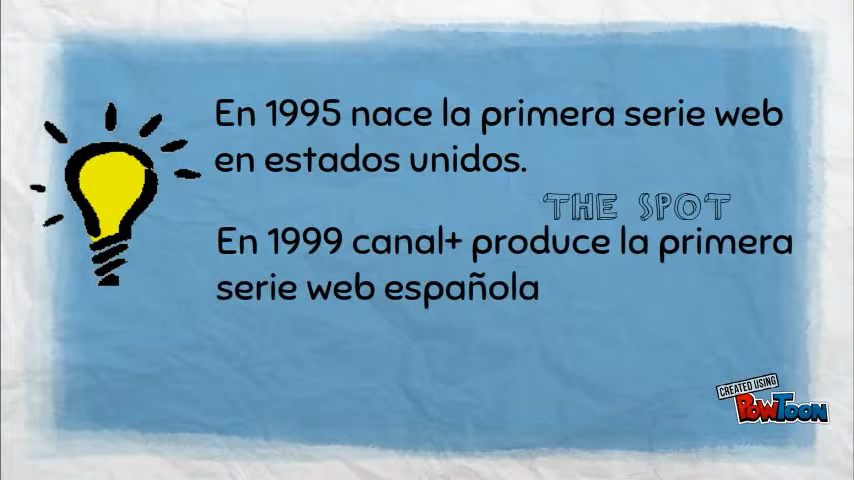 En 1995 nace la primera serie web
en estados unidos.
THE SPOT
En 1999 canal+ produce la primera
serie web española
CREATED USING
POWTOON